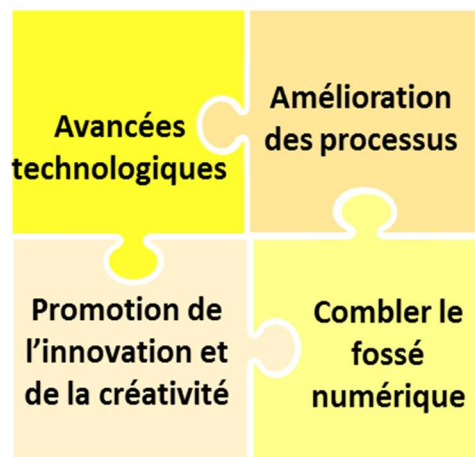 Avancées
technologiques
Amélioration
des processus
Promotion de
l'innovation et
de la créativité
Combler le
fossé
numérique